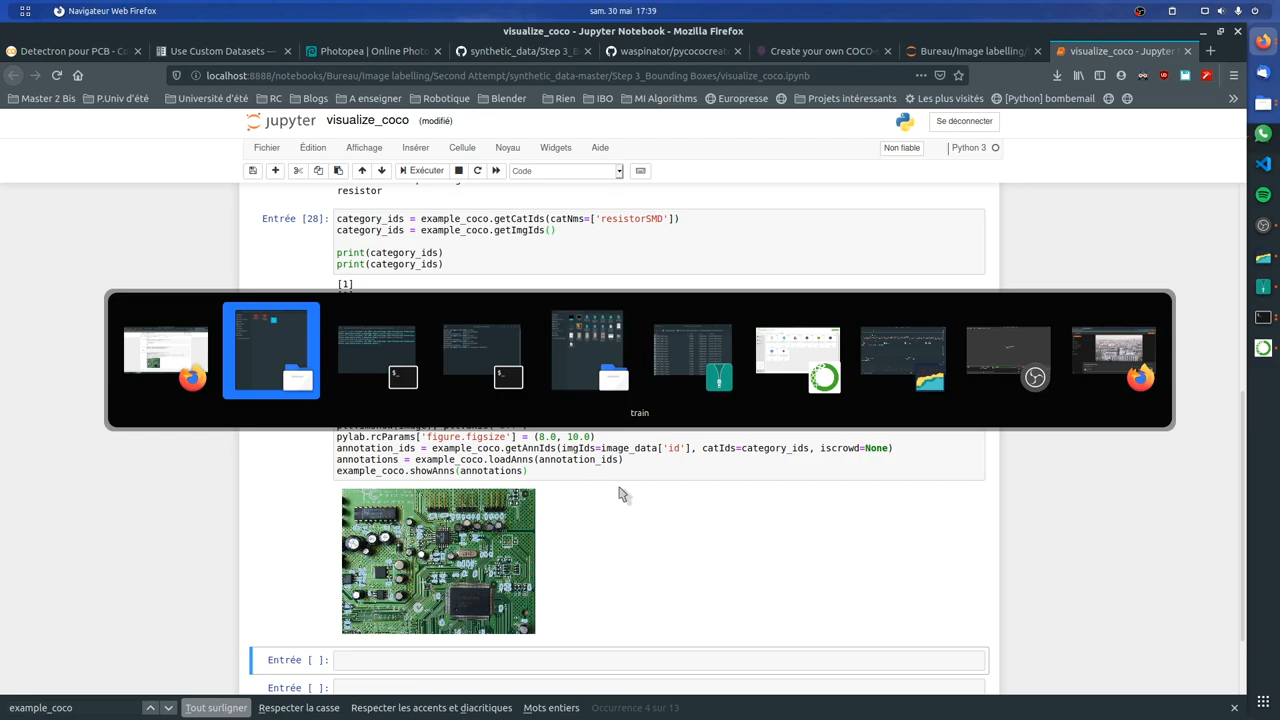 Navigateur Web Firefox
sam. 30 mai 17:39
visualize_coco - Jupyter Notebook - Mozilla Firefox
Detectron pour PCB - Co
Use Custom Datasets —
Photopea | Online Photo
synthetic_data/Step 3_B
waspinator/pycococreat
Create your own COCO-s
Bureau/Image labelling/
visualize_coco - Jupyter
localhost:8888/notebooks/Bureau/Image labelling/Second Attempt/synthetic_data-master/Step 3_Bounding Boxes/visualize_coco.ipynb
Master 2 Bis
P.Univ d'été
Université d'été
RC
Blogs
A enseigner
Robotique
Blender
Rien
IBO
MI Algorithms
Europresse
Projets intéressants
Les plus visités
[Python] bombemail
jupyter
visualize_coco (modifié)
Se déconnecter
Fichier Édition Affichage Insérer Cellule Noyau Widgets Aide
Non fiable
Python 3
Exécuter
Code
resistor
Entrée [28]:
category_ids = example_coco.getCatIds(catNms=['resistorSMD'])
category_ids = example_coco.getImgIds()
print(category_ids)
print(category_ids)
[1]
train
pylab.rcParams['figure.figsize'] = (8.0, 10.0)
annotation_ids = example_coco.getAnnIds(imgIds=image_data['id'], catIds=category_ids, iscrowd=None)
annotations = example_coco.loadAnns(annotation_ids)
example_coco.showAnns(annotations)
Entrée [ ]:
Entrée [ ]:
example_coco
Tout surligner
Respecter la casse
Respecter les accents et diacritiques
Mots entiers
Occurrence 4 sur 13